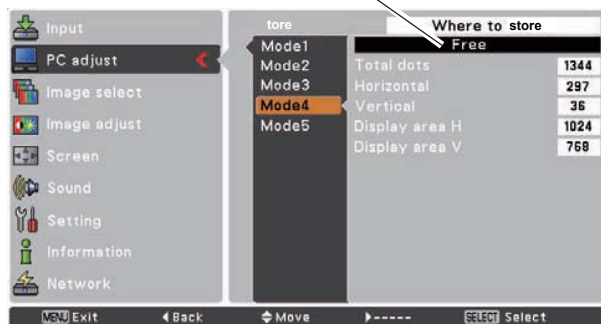 Input
PC adjust
Image select
Image adjust
Screen
Sound
Setting
Information
Network
tore
Mode1
Mode2
Mode3
Mode4
Mode5
Where to store
Free
Total dots 1344
Horizontal 297
Vertical 36
Display area H 1024
Display area V 768
MENU Exit ◀Back Move ▶----- SELECT Select